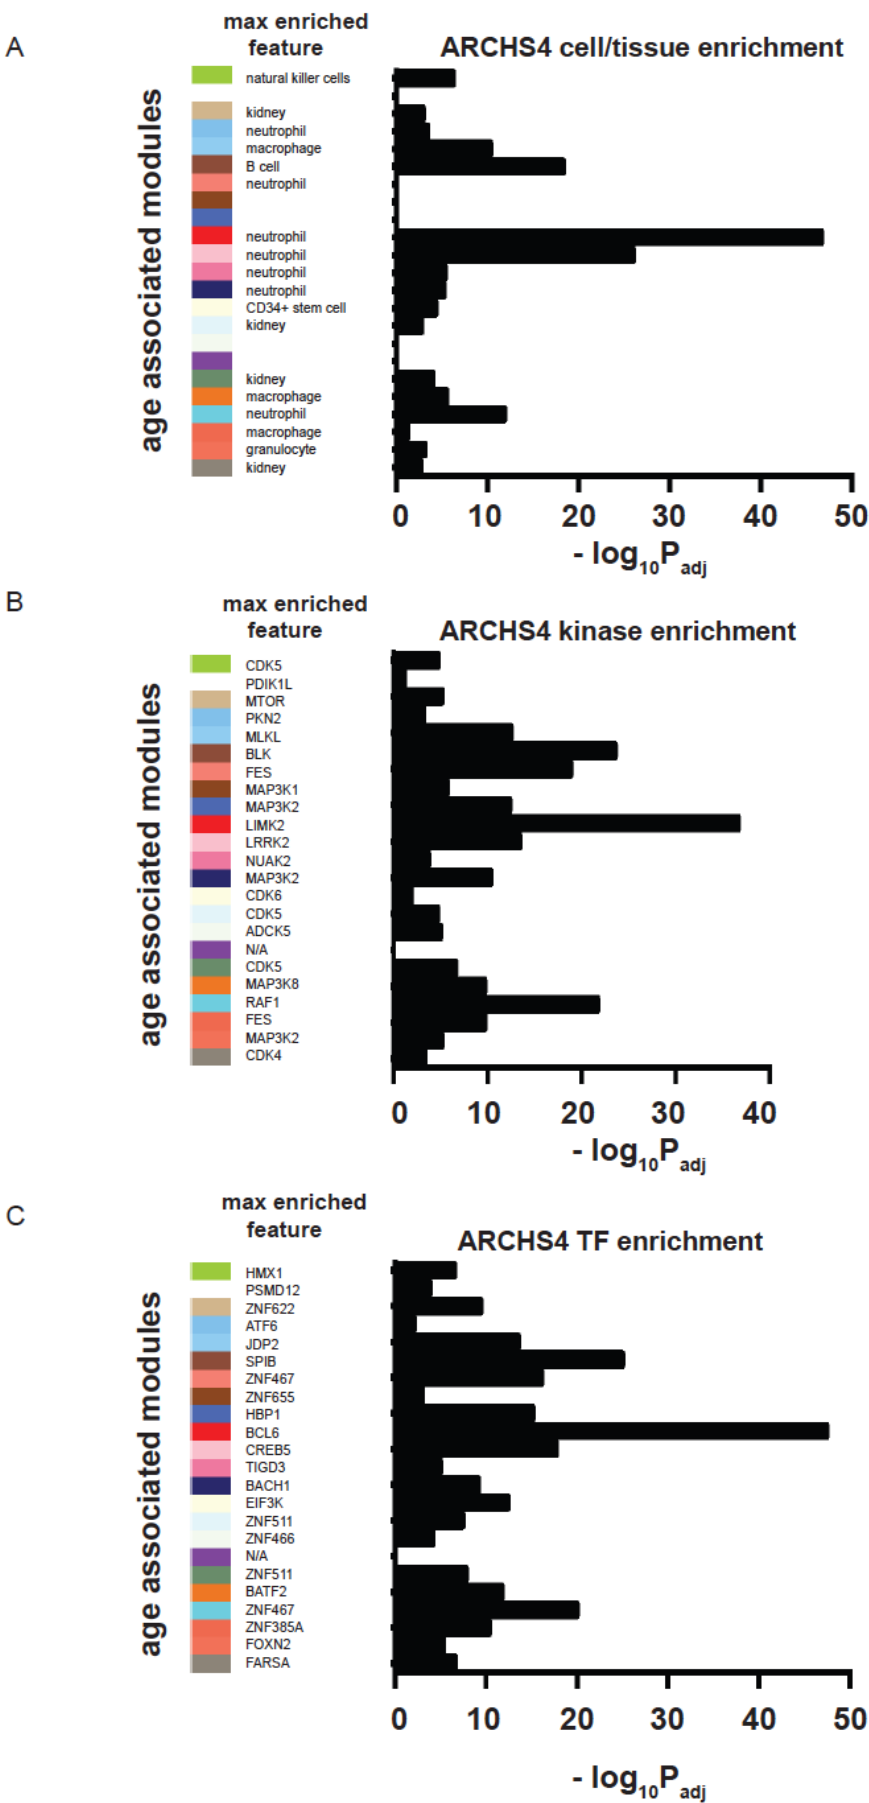 A
max enriched
feature
ARCHS4 cell/tissue enrichment
age associated modules
natural killer cells
kidney
neutrophil
macrophage
B cell
neutrophil
neutrophil
neutrophil
neutrophil
neutrophil
CD34+ stem cell
kidney
kidney
macrophage
neutrophil
macrophage
granulocyte
kidney
0 10 20 30 40 50
- log10Padj
B
max enriched
feature
ARCHS4 kinase enrichment
age associated modules
CDK5
PDIK1L
MTOR
PKN2
MLKL
BLK
FES
MAP3K1
MAP3K2
LIMK2
LRRK2
NUAK2
MAP3K2
CDK6
CDK5
ADCK5
N/A
CDK5
MAP3K8
RAF1
FES
MAP3K2
CDK4
0 10 20 30 40
- log10Padj
C
max enriched
feature
ARCHS4 TF enrichment
age associated modules
HMX1
PSMD12
ZNF622
ATF6
JDP2
SPIB
ZNF467
ZNF655
HBP1
BCL6
CREB5
TIGD3
BACH1
EIF3K
ZNF511
ZNF466
N/A
ZNF511
BATF2
ZNF467
ZNF385A
FOXN2
FARSA
0 10 20 30 40 50
- log10Padj